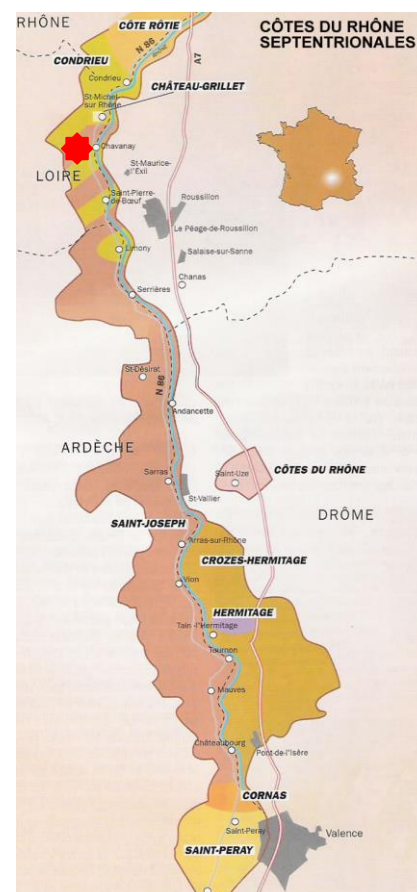 RHÔNE
CÔTES DU RHÔNE
SEPTENTRIONALES
CÔTE RÔTIE
N 86
A7
CONDRIEU
Condrieu
CHÂTEAU-GRILLET
St-Michel-
sur Rhône
Chavanay
St-Maurice-
l'Exil
LOIRE
Saint-Pierre-
de-Bœuf
Roussillon
Le Péage-de-Roussillon
Limony
Salaise-sur-Sanne
Chanas
Serrières
St-Désirat
N 86
Andancette
ARDÈCHE
CÔTES DU RHÔNE
Saint-Uze
Sarras
St-Vallier
DRÔME
SAINT-JOSEPH
Arras-sur-Rhône
CROZES-HERMITAGE
Vion
HERMITAGE
Tain-l'Hermitage
Tournon
Mauves
Châteaubourg
Pont-de-l'Isère
CORNAS
Saint-Peray
Valence
SAINT-PERAY